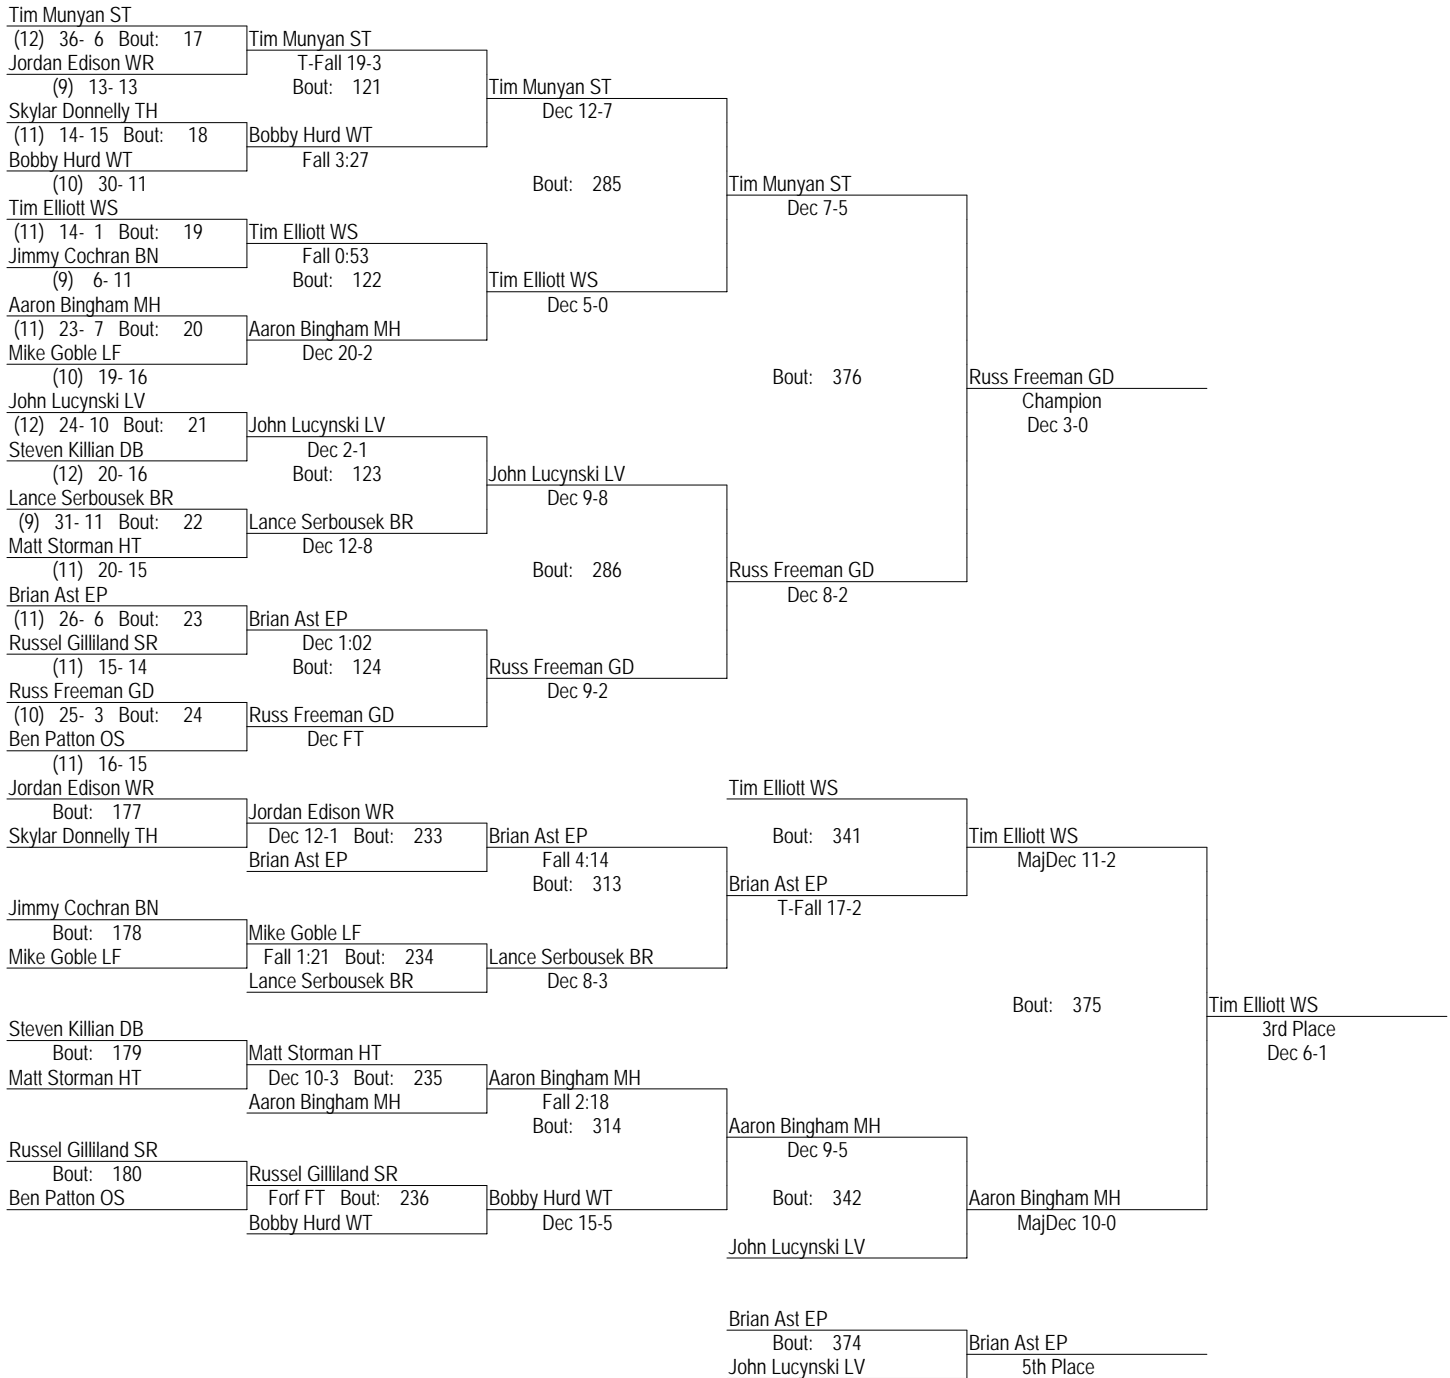 Tim Munyan ST
(12) 36- 6 Bout: 17 Tim Munyan ST
Jordan Edison WR T-Fall 19-3
(9) 13- 13 Bout: 121 Tim Munyan ST
Skylar Donnelly TH Dec 12-7
(11) 14- 15 Bout: 18 Bobby Hurd WT
Bobby Hurd WT Fall 3:27
(10) 30- 11 Bout: 285 Tim Munyan ST
Tim Elliott WS Dec 7-5
(11) 14- 1 Bout: 19 Tim Elliott WS
Jimmy Cochran BN Fall 0:53
(9) 6- 11 Bout: 122 Tim Elliott WS
Aaron Bingham MH Dec 5-0
(11) 23- 7 Bout: 20 Aaron Bingham MH
Mike Goble LF Dec 20-2
(10) 19- 16 Bout: 376 Russ Freeman GD
John Lucynski LV Champion
(12) 24- 10 Bout: 21 John Lucynski LV Dec 3-0
Steven Killian DB Dec 2-1
(12) 20- 16 Bout: 123 John Lucynski LV
Lance Serbousek BR Dec 9-8
(9) 31- 11 Bout: 22 Lance Serbousek BR
Matt Storman HT Dec 12-8
(11) 20- 15 Bout: 286 Russ Freeman GD
Brian Ast EP Dec 8-2
(11) 26- 6 Bout: 23 Brian Ast EP
Russel Gilliland SR Dec 1:02
(11) 15- 14 Bout: 124 Russ Freeman GD
Russ Freeman GD Dec 9-2
(10) 25- 3 Bout: 24 Russ Freeman GD
Ben Patton OS Dec FT
(11) 16- 15
Jordan Edison WR Tim Elliott WS
Bout: 177 Jordan Edison WR
Skylar Donnelly TH Dec 12-1 Bout: 233 Brian Ast EP Bout: 341 Tim Elliott WS
Brian Ast EP Fall 4:14 MajDec 11-2
Bout: 313 Brian Ast EP
Jimmy Cochran BN T-Fall 17-2
Bout: 178 Mike Goble LF
Mike Goble LF Fall 1:21 Bout: 234 Lance Serbousek BR
Lance Serbousek BR Dec 8-3
Bout: 375 Tim Elliott WS
Steven Killian DB 3rd Place
Bout: 179 Matt Storman HT Dec 6-1
Matt Storman HT Dec 10-3 Bout: 235 Aaron Bingham MH
Aaron Bingham MH Fall 2:18
Bout: 314 Aaron Bingham MH
Russel Gilliland SR Dec 9-5
Bout: 180 Russel Gilliland SR
Ben Patton OS Forf FT Bout: 236 Bobby Hurd WT Bout: 342 Aaron Bingham MH
Bobby Hurd WT Dec 15-5 MajDec 10-0
John Lucynski LV
Brian Ast EP
Bout: 374 Brian Ast EP
John Lucynski LV 5th Place